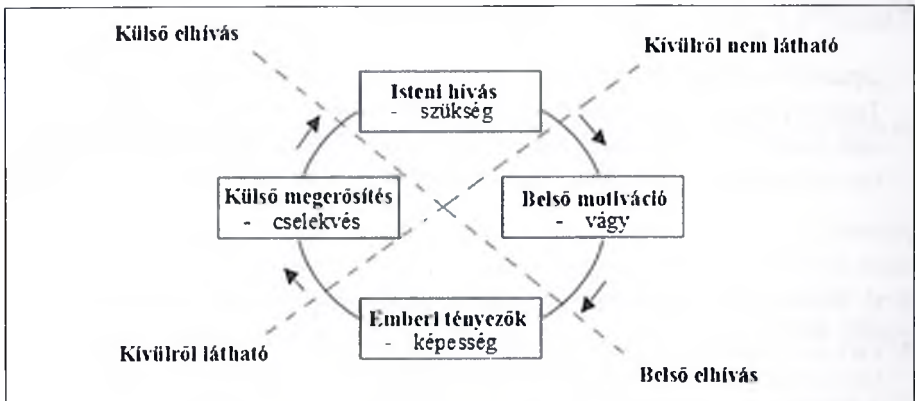 Külső elhívás
Kívülről nem látható
Isteni hívás
- szükség
Külső megerősítés
- cselekvés
Belső motiváció
- vágy
Emberi tényezők
- képesség
Kívülről látható
Belső elhívás